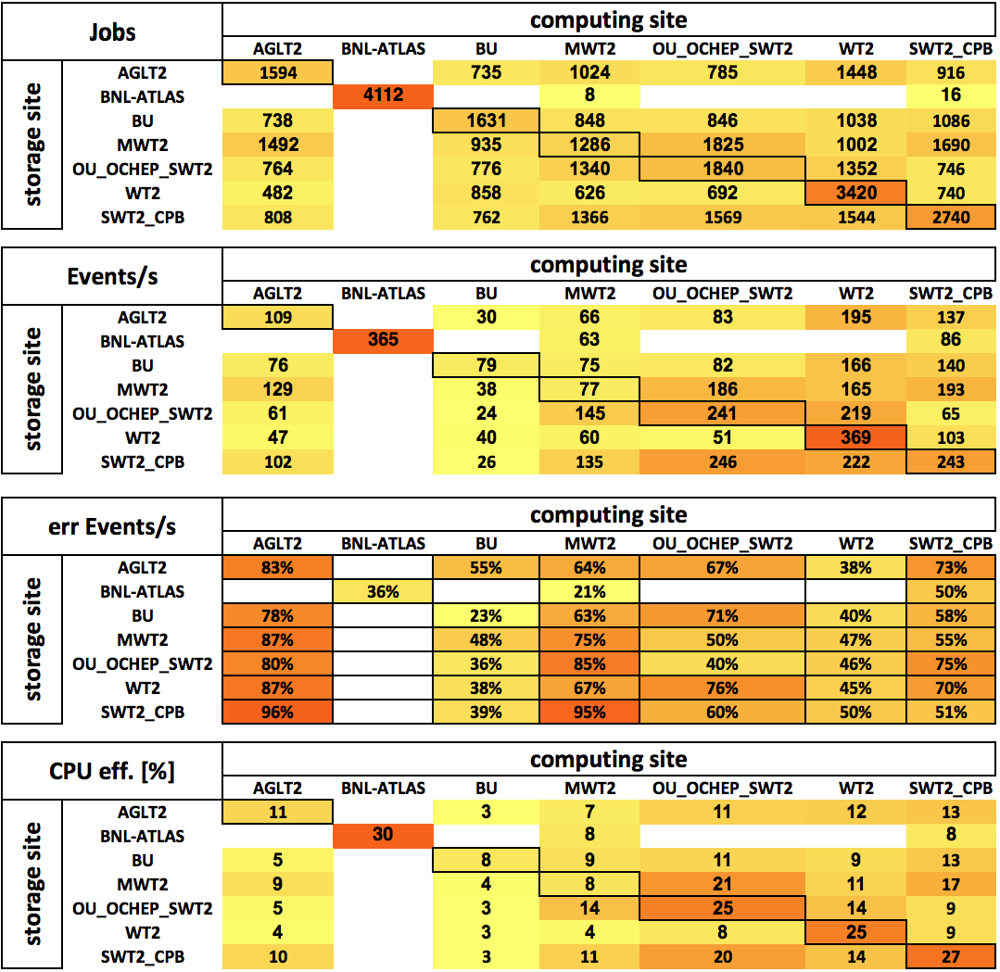 Jobs computing site
AGLT2 BNL-ATLAS BU MWT2 OU_OCHEP_SWT2 WT2 SWT2_CPB
storage site
AGLT2 1594 735 1024 785 1448 916
BNL-ATLAS 4112 8 16
BU 738 1631 848 846 1038 1086
MWT2 1492 935 1286 1825 1002 1690
OU_OCHEP_SWT2 764 776 1340 1840 1352 746
WT2 482 858 626 692 3420 740
SWT2_CPB 808 762 1366 1569 1544 2740
Events/s computing site
AGLT2 BNL-ATLAS BU MWT2 OU_OCHEP_SWT2 WT2 SWT2_CPB
storage site
AGLT2 109 30 66 83 195 137
BNL-ATLAS 365 63 86
BU 76 79 75 82 166 140
MWT2 129 38 77 186 165 193
OU_OCHEP_SWT2 61 24 145 241 219 65
WT2 47 40 60 51 369 103
SWT2_CPB 102 26 135 246 222 243
err Events/s computing site
AGLT2 BNL-ATLAS BU MWT2 OU_OCHEP_SWT2 WT2 SWT2_CPB
storage site
AGLT2 83% 55% 64% 67% 38% 73%
BNL-ATLAS 36% 21% 50%
BU 78% 23% 63% 71% 40% 58%
MWT2 87% 48% 75% 50% 47% 55%
OU_OCHEP_SWT2 80% 36% 85% 40% 46% 75%
WT2 87% 38% 67% 76% 45% 70%
SWT2_CPB 96% 39% 95% 60% 50% 51%
CPU eff. [%] computing site
AGLT2 BNL-ATLAS BU MWT2 OU_OCHEP_SWT2 WT2 SWT2_CPB
storage site
AGLT2 11 3 7 11 12 13
BNL-ATLAS 30 8 8
BU 5 8 9 11 9 13
MWT2 9 4 8 21 11 17
OU_OCHEP_SWT2 5 3 14 25 14 9
WT2 4 3 4 8 25 9
SWT2_CPB 10 3 11 20 14 27